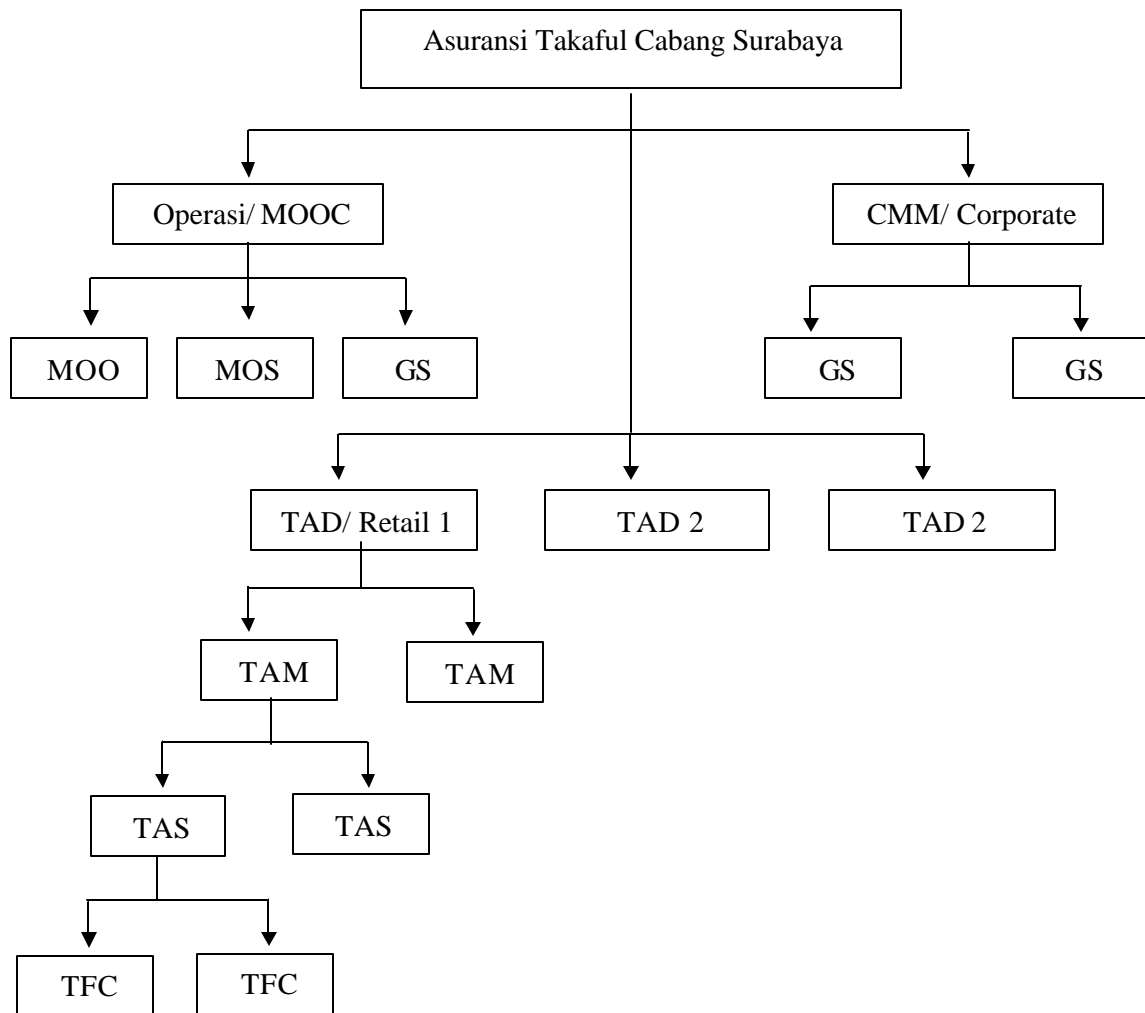 Asuransi Takaful Cabang Surabaya
Operasi/ MOOC
CMM/ Corporate
MOO
MOS
GS
GS
GS
TAD/ Retail 1
TAD 2
TAD 2
TAM
TAM
TAS
TAS
TFC
TFC